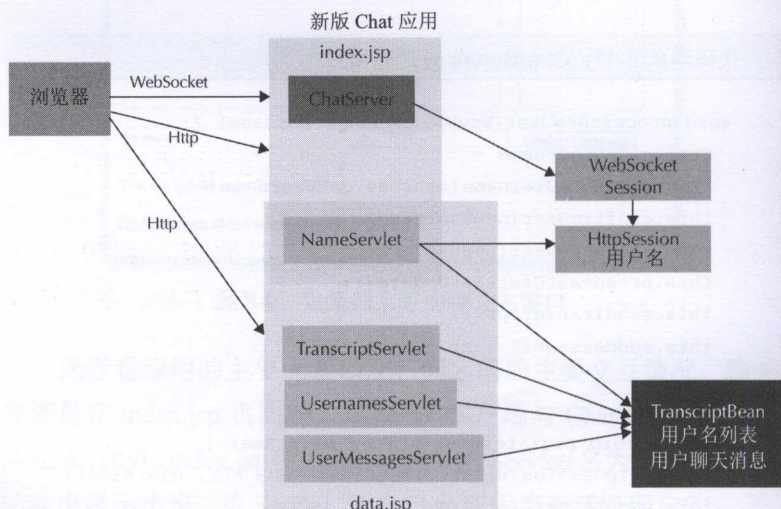 新版 Chat 应用
index.jsp
浏览器
WebSocket
ChatServer
Http
WebSocket
Session
Http
NameServlet
HttpSession
用户名
TranscriptServlet
UsernamesServlet
UserMessagesServlet
TranscriptBean
用户名列表
用户聊天消息
data.jsp